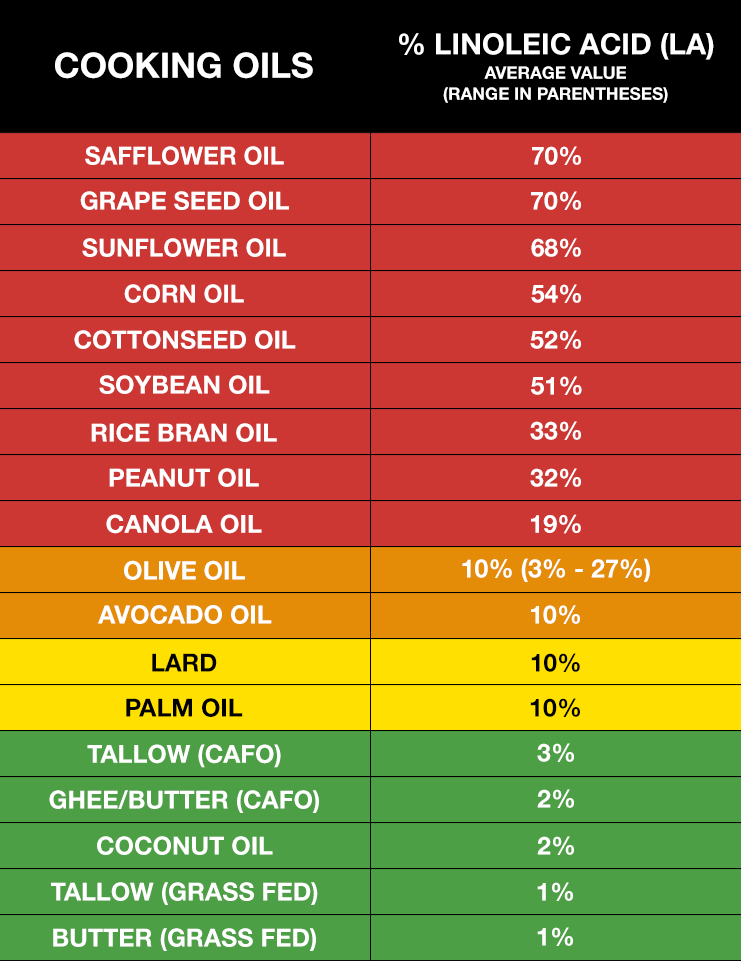 COOKING OILS
% LINOLEIC ACID (LA)
AVERAGE VALUE
(RANGE IN PARENTHESES)
SAFFLOWER OIL 70%
GRAPE SEED OIL 70%
SUNFLOWER OIL 68%
CORN OIL 54%
COTTONSEED OIL 52%
SOYBEAN OIL 51%
RICE BRAN OIL 33%
PEANUT OIL 32%
CANOLA OIL 19%
OLIVE OIL 10% (3% - 27%)
AVOCADO OIL 10%
LARD 10%
PALM OIL 10%
TALLOW (CAFO) 3%
GHEE/BUTTER (CAFO) 2%
COCONUT OIL 2%
TALLOW (GRASS FED) 1%
BUTTER (GRASS FED) 1%